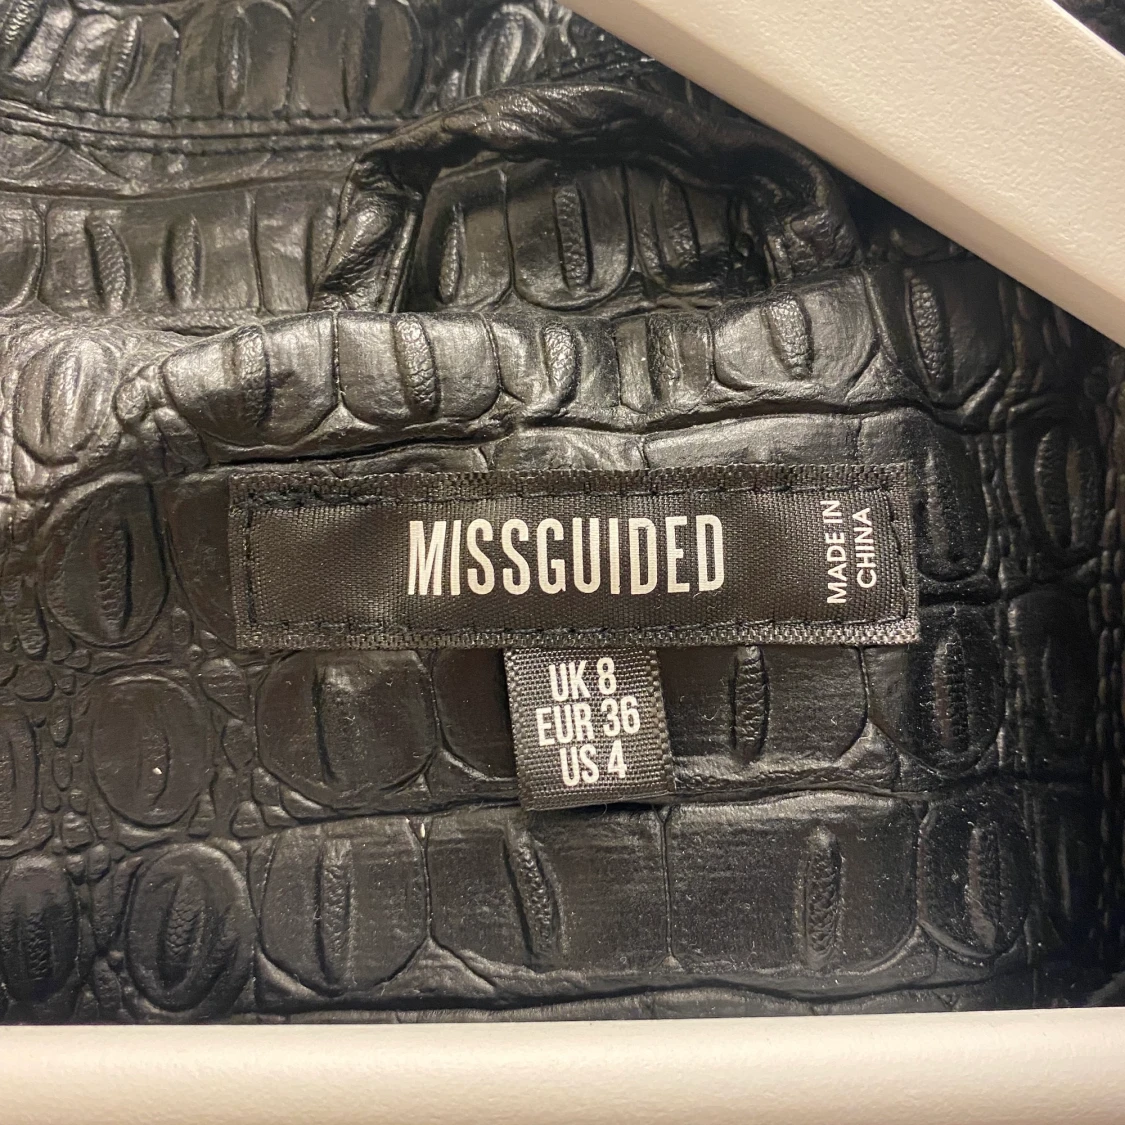 MISSGUIDED
MADE IN
CHINA
UK 8
EUR 36
US 4